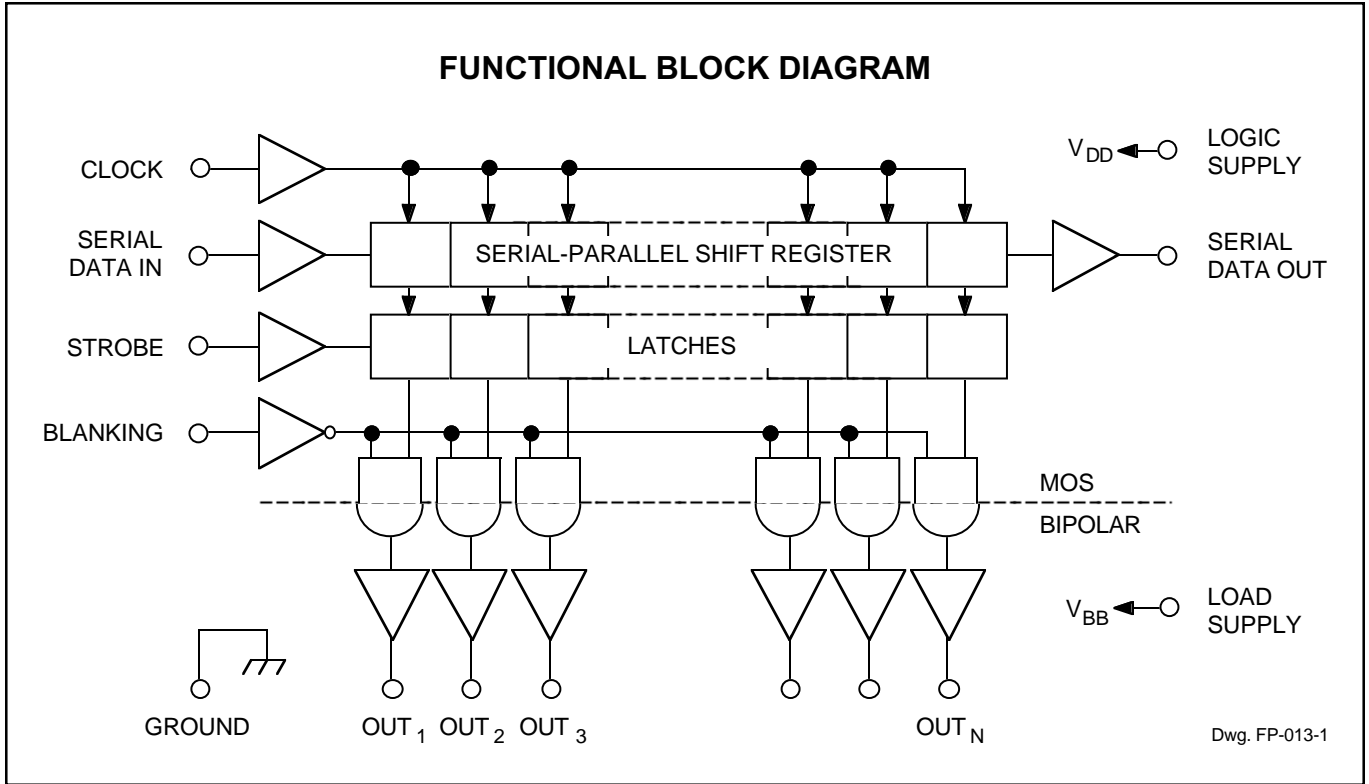 FUNCTIONAL BLOCK DIAGRAM
CLOCK
V DD
LOGIC
SUPPLY
SERIAL
DATA IN
SERIAL-PARALLEL SHIFT REGISTER
SERIAL
DATA OUT
STROBE
LATCHES
BLANKING
MOS
BIPOLAR
V BB
LOAD
SUPPLY
GROUND
OUT 1
OUT 2
OUT 3
OUT N
Dwg. FP-013-1